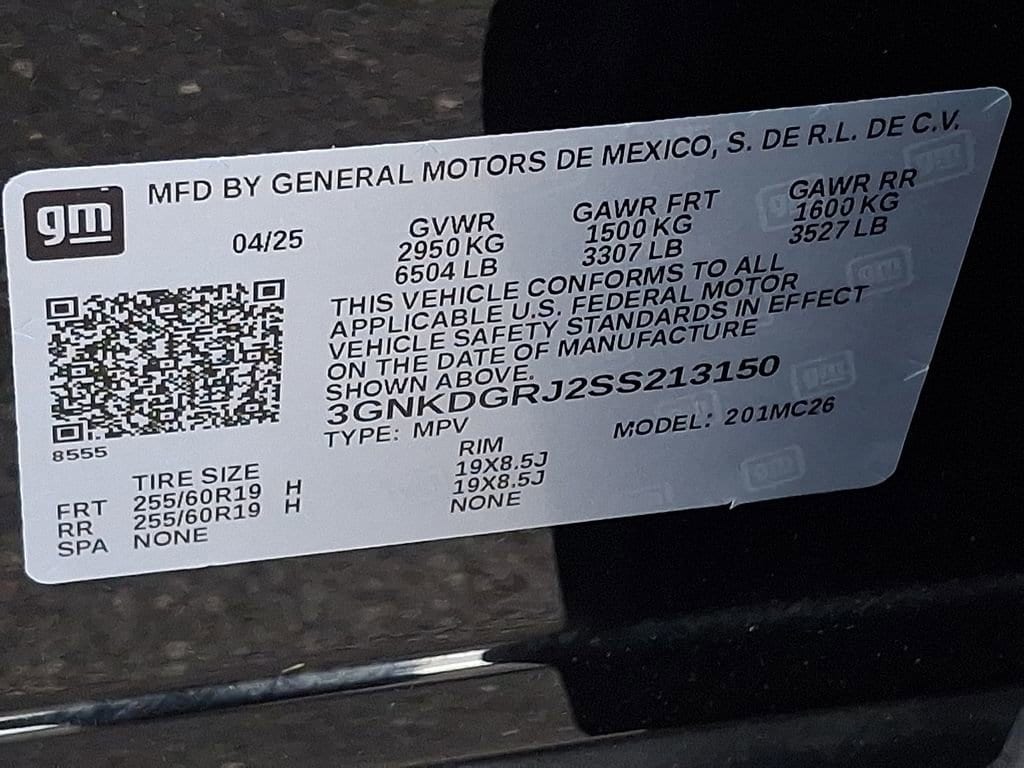 gm
MFD BY GENERAL MOTORS DE MEXICO, S. DE R.L. DE C.V.
04/25
GVWR
2950 KG
6504 LB
GAWR FRT
1500 KG
3307 LB
GAWR RR
1600 KG
3527 LB
THIS VEHICLE CONFORMS TO ALL
APPLICABLE U.S. FEDERAL MOTOR
VEHICLE SAFETY STANDARDS IN EFFECT
ON THE DATE OF MANUFACTURE
SHOWN ABOVE.
3GNKDGRJ2SS213150
TYPE: MPV
MODEL: 201MC26
8555
TIRE SIZE
RIM
FRT 255/60R19 H 19X8.5J
RR 255/60R19 H 19X8.5J
SPA NONE NONE